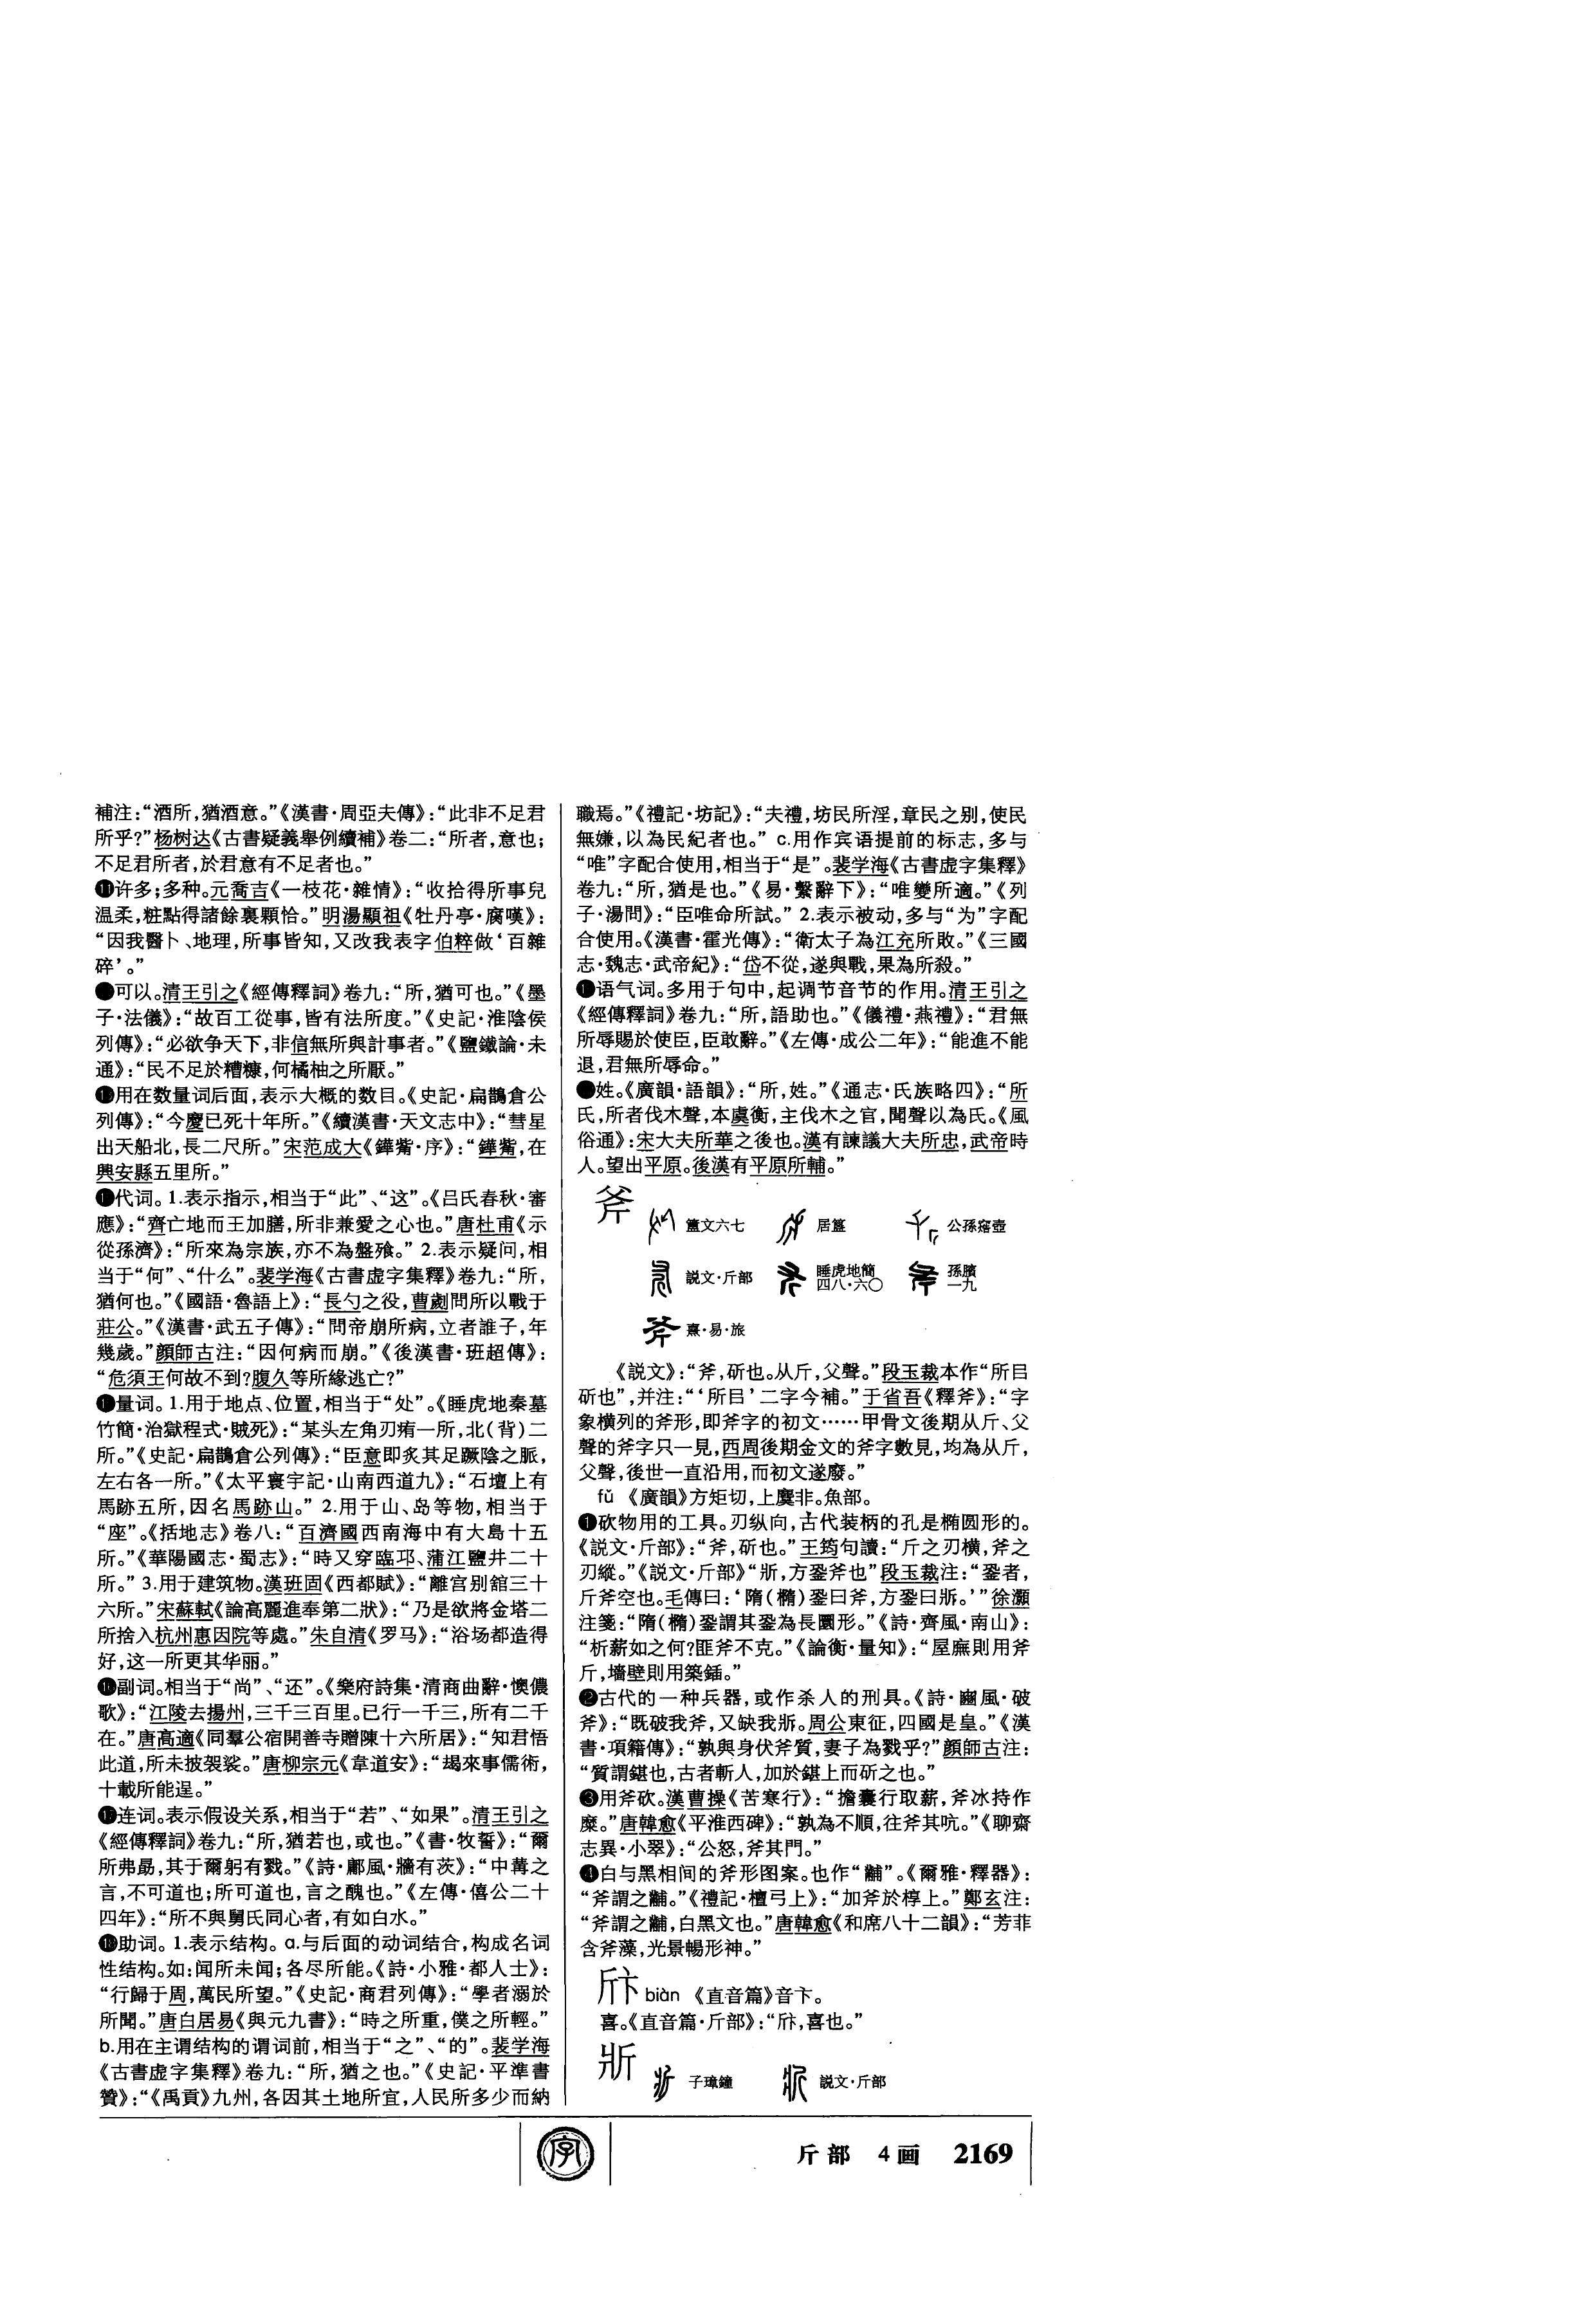 補注：“酒所，猶酒意。”《漢書·周亞夫傳》：“此非不足君
所乎？”杨树达《古書疑義舉例續補》卷二：“所者，意也；
不足君所者，於君意有不足者也。”
⓫许多；多种。元喬吉《一枝花·雜情》：“收拾得所事兒
温柔，粧點得諸餘裏顆恰。”明湯顯祖《牡丹亭·腐嘆》：
“因我醫卜、地理，所事皆知，又改我表字伯粹做‘百雜
碎’。”
可以。清王引之《經傳釋詞》卷九：“所，猶可也。”《墨
子·法儀》：“故百工從事，皆有法所度。”《史記·淮陰侯
列傳》：“必欲争天下，非信無所與計事者。”《鹽鐵論·未
通》：“民不足於糟糠，何橘柚之所厭。”
用在数量词后面，表示大概的数目。《史記·扁鵲倉公
列傳》：“今慶已死十年所。”《續漢書·天文志中》：“彗星
出天船北，長二尺所。”宋范成大《鏵觜·序》：“鏵觜，在
興安縣五里所。”
代词。1.表示指示，相当于“此”、“这”。《吕氏春秋·審
應》：“齊亡地而王加膳，所非兼愛之心也。”唐杜甫《示
從孫濟》：“所來為宗族，亦不為盤飱。” 2.表示疑问，相
当于“何”、“什么”。裴学海《古書虚字集釋》卷九：“所，
猶何也。”《國語·魯語上》：“長勺之役，曹劌問所以戰于
莊公。”《漢書·武五子傳》：“問帝崩所病，立者誰子，年
幾歲。”顔師古注：“因何病而崩。”《後漢書·班超傳》：
“危須王何故不到？腹久等所緣逃亡？”
量词。1.用于地点、位置，相当于“处”。《睡虎地秦墓
竹簡·治獄程式·賊死》：“某头左角刃痏一所，北（背）二
所。”《史記·扁鵲倉公列傳》：“臣意即炙其足蹶陰之脈，
左右各一所。”《太平寰宇記·山南西道九》：“石壇上有
馬跡五所，因名馬跡山。” 2.用于山、岛等物，相当于
“座”。《括地志》卷八：“百濟國西南海中有大島十五
所。”《華陽國志·蜀志》：“時又穿臨邛、蒲江鹽井二十
所。” 3.用于建筑物。漢班固《西都賦》：“離宫别舘三十
六所。”宋蘇軾《論高麗進奉第二狀》：“乃是欲將金塔二
所捨入杭州惠因院等處。”朱自清《罗马》：“浴场都造得
好，这一所更其华丽。”
副词。相当于“尚”、“还”。《樂府詩集·清商曲辭·懊儂
歌》：“江陵去揚州，三千三百里。已行一千三，所有二千
在。”唐高適《同羣公宿開善寺贈陳十六所居》：“知君悟
此道，所未披袈裟。”唐柳宗元《韋道安》：“朅來事儒術，
十載所能逞。”
连词。表示假设关系，相当于“若”、“如果”。清王引之
《經傳釋詞》卷九：“所，猶若也，或也。”《書·牧誓》：“爾
所弗勗，其于爾躬有戮。”《詩·鄘風·牆有茨》：“中冓之
言，不可道也；所可道也，言之醜也。”《左傳·僖公二十
四年》：“所不與舅氏同心者，有如白水。”
⓲助词。1.表示结构。a.与后面的动词结合，构成名词
性结构。如：闻所未闻；各尽所能。《詩·小雅·都人士》：
“行歸于周，萬民所望。”《史記·商君列傳》：“學者溺於
所聞。”唐白居易《與元九書》：“時之所重，僕之所輕。”
b.用在主谓结构的谓词前，相当于“之”、“的”。裴学海
《古書虚字集釋》卷九：“所，猶之也。”《史記·平準書
贊》：“《禹貢》九州，各因其土地所宜，人民所多少而納
職焉。”《禮記·坊記》：“夫禮，坊民所淫，章民之别，使民
無嫌，以為民紀者也。” c.用作宾语提前的标志，多与
“唯”字配合使用，相当于“是”。裴学海《古書虚字集釋》
卷九：“所，猶是也。”《易·繫辭下》：“唯變所適。”《列
子·湯問》：“臣唯命所試。” 2.表示被动，多与“为”字配
合使用。《漢書·霍光傳》：“衛太子為江充所敗。”《三國
志·魏志·武帝紀》：“岱不從，遂與戰，果為所殺。”
语气词。多用于句中，起调节音节的作用。清王引之
《經傳釋詞》卷九：“所，語助也。”《儀禮·燕禮》：“君無
所辱賜於使臣，臣敢辭。”《左傳·成公二年》：“能進不能
退，君無所辱命。”
姓。《廣韻·語韻》：“所，姓。”《通志·氏族略四》：“所
氏，所者伐木聲，本虞衡，主伐木之官，聞聲以為氏。《風
俗通》：宋大夫所華之後也。漢有諫議大夫所忠，武帝時
人。望出平原。後漢有平原所輔。”
斧
簠文六七 居簋 公孫窹壺
説文·斤部 睡虎地簡四八·六〇 孫臏一九
熹·易·旅
《説文》：“斧，斫也。从斤，父聲。”段玉裁本作“所㠯
斫也”，并注：“‘所㠯’二字今補。”于省吾《釋斧》：“字
象横列的斧形，即斧字的初文……甲骨文後期从斤、父
聲的斧字只一見，西周後期金文的斧字數見，均為从斤，
父聲，後世一直沿用，而初文遂廢。”
fǔ 《廣韻》方矩切，上麌非。魚部。
❶砍物用的工具。刃纵向，古代装柄的孔是椭圆形的。
《説文·斤部》：“斧，斫也。”王筠句讀：“斤之刃横，斧之
刃縱。”《説文·斤部》“斨，方銎斧也”段玉裁注：“銎者，
斤斧空也。毛傳曰：‘隋（橢）銎曰斧，方銎曰斨。’”徐灝
注箋：“隋（橢）銎謂其銎為長圜形。”《詩·齊風·南山》：
“析薪如之何？匪斧不克。”《論衡·量知》：“屋廡則用斧
斤，墻壁則用築鍤。”
❷古代的一种兵器，或作杀人的刑具。《詩·豳風·破
斧》：“既破我斧，又缺我斨。周公東征，四國是皇。”《漢
書·項籍傳》：“孰與身伏斧質，妻子為戮乎？”顔師古注：
“質謂鍖也，古者斬人，加於鍖上而斫之也。”
❸用斧砍。漢曹操《苦寒行》：“擔囊行取薪，斧冰持作
糜。”唐韓愈《平淮西碑》：“孰為不順，往斧其吭。”《聊齋
志異·小翠》：“公怒，斧其門。”
❹白与黑相间的斧形图案。也作“黼”。《爾雅·釋器》：
“斧謂之黼。”《禮記·檀弓上》：“加斧於椁上。”鄭玄注：
“斧謂之黼，白黑文也。”唐韓愈《和席八十二韻》：“芳菲
含斧藻，光景暢形神。”
biàn 《直音篇》音卞。
喜。《直音篇·斤部》：“，喜也。”
斨
子璋鐘 説文·斤部
字
斤部 4画 2169